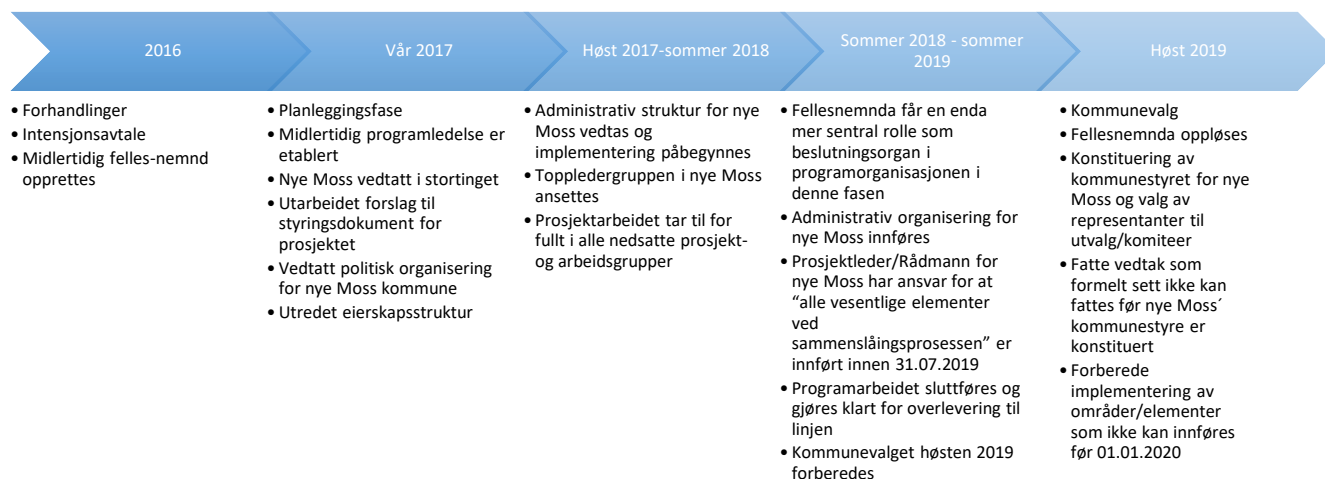 2016
• Forhandlinger
• Intensjonsavtale
• Midlertidig felles-nemnd
opprettes
Vår 2017
• Planleggingsfase
• Midlertidig programledelse er
etablert
• Nye Moss vedtatt i stortinget
• Utarbeidet forslag til
styringsdokument for
prosjektet
• Vedtatt politisk organisering
for nye Moss kommune
• Utredet eierskapsstruktur
Høst 2017-sommer 2018
• Administrativ struktur for nye
Moss vedtas og
implementering påbegynnes
• Toppledergruppen i nye Moss
ansettes
• Prosjektarbeidet tar til for
fullt i alle nedsatte prosjekt-
og arbeidsgrupper
Sommer 2018 - sommer
2019
• Fellesnemnda får en enda
mer sentral rolle som
beslutningsorgan i
programorganisasjonen i
denne fasen
• Administrativ organisering for
nye Moss innføres
• Prosjektleder/Rådmann for
nye Moss har ansvar for at
“alle vesentlige elementer
ved
sammenslåingsprosessen” er
innført innen 31.07.2019
• Programarbeidet sluttføres og
gjøres klart for overlevering til
linjen
• Kommunevalget høsten 2019
forberedes
Høst 2019
• Kommunevalg
• Fellesnemnda oppløses
• Konstituering av
kommunestyret for nye
Moss og valg av
representanter til
utvalg/komiteer
• Fatte vedtak som
formelt sett ikke kan
fattes før nye Moss´
kommunestyre er
konstituert
• Forberede
implementering av
områder/elementer
som ikke kan innføres
før 01.01.2020